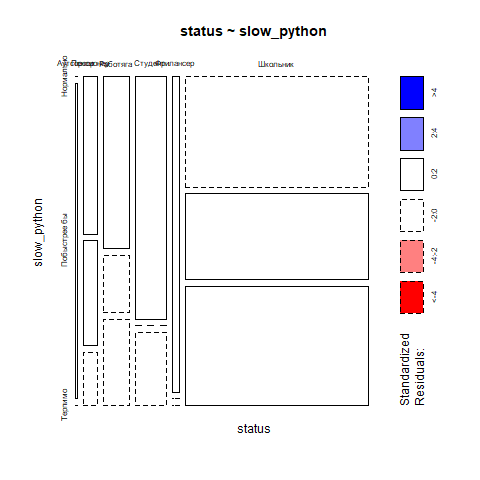 status ~ slow_python
Работяга
Фрилансер
Школьник
Нормально
Побыстрее бы
Терпимо
slow_python
status
>4
2:4
0:2
-2:0
-4:-2
<-4
Standardized
Residuals: